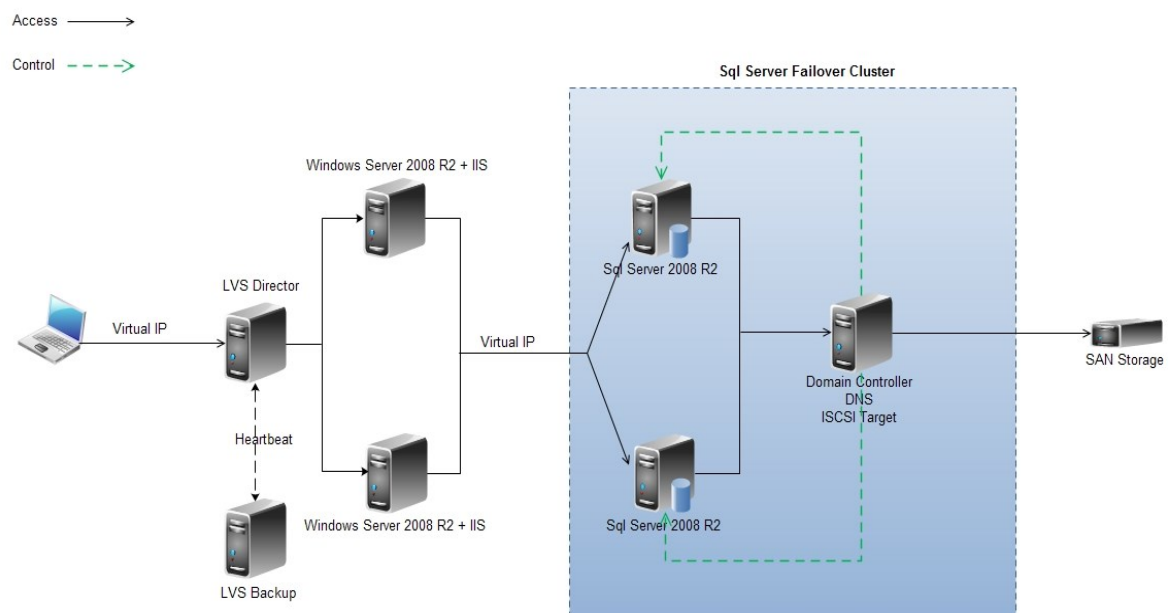 Access
Control
Sql Server Failover Cluster
Windows Server 2008 R2 + IIS
Sql Server 2008 R2
LVS Director
Virtual IP
Virtual IP
SAN Storage
Domain Controller
DNS
ISCSI Target
Heartbeat
Windows Server 2008 R2 + IIS
Sql Server 2008 R2
LVS Backup